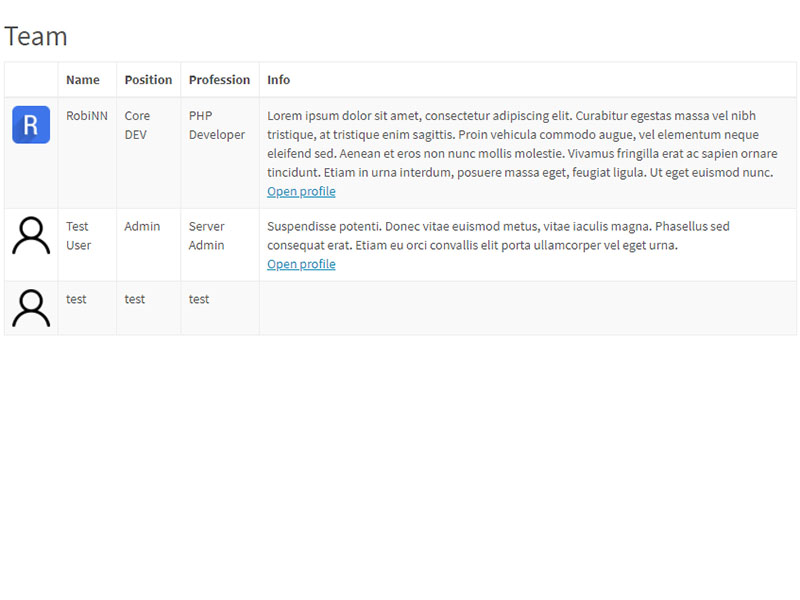 Team
Name Position Profession Info
R
RobiNN
Core
DEV
PHP
Developer
Lorem ipsum dolor sit amet, consectetur adipiscing elit. Curabitur egestas massa vel nibh
tristique, at tristique enim sagittis. Proin vehicula commodo augue, vel elementum neque
eleifend sed. Aenean et eros non nunc mollis molestie. Vivamus fringilla erat ac sapien ornare
tincidunt. Etiam in urna interdum, posuere massa eget, feugiat ligula. Ut eget euismod nunc.
Open profile
Test
User
Admin
Server
Admin
Suspendisse potenti. Donec vitae euismod metus, vitae iaculis magna. Phasellus sed
consequat erat. Etiam eu orci convallis elit porta ullamcorper vel eget urna.
Open profile
test test test